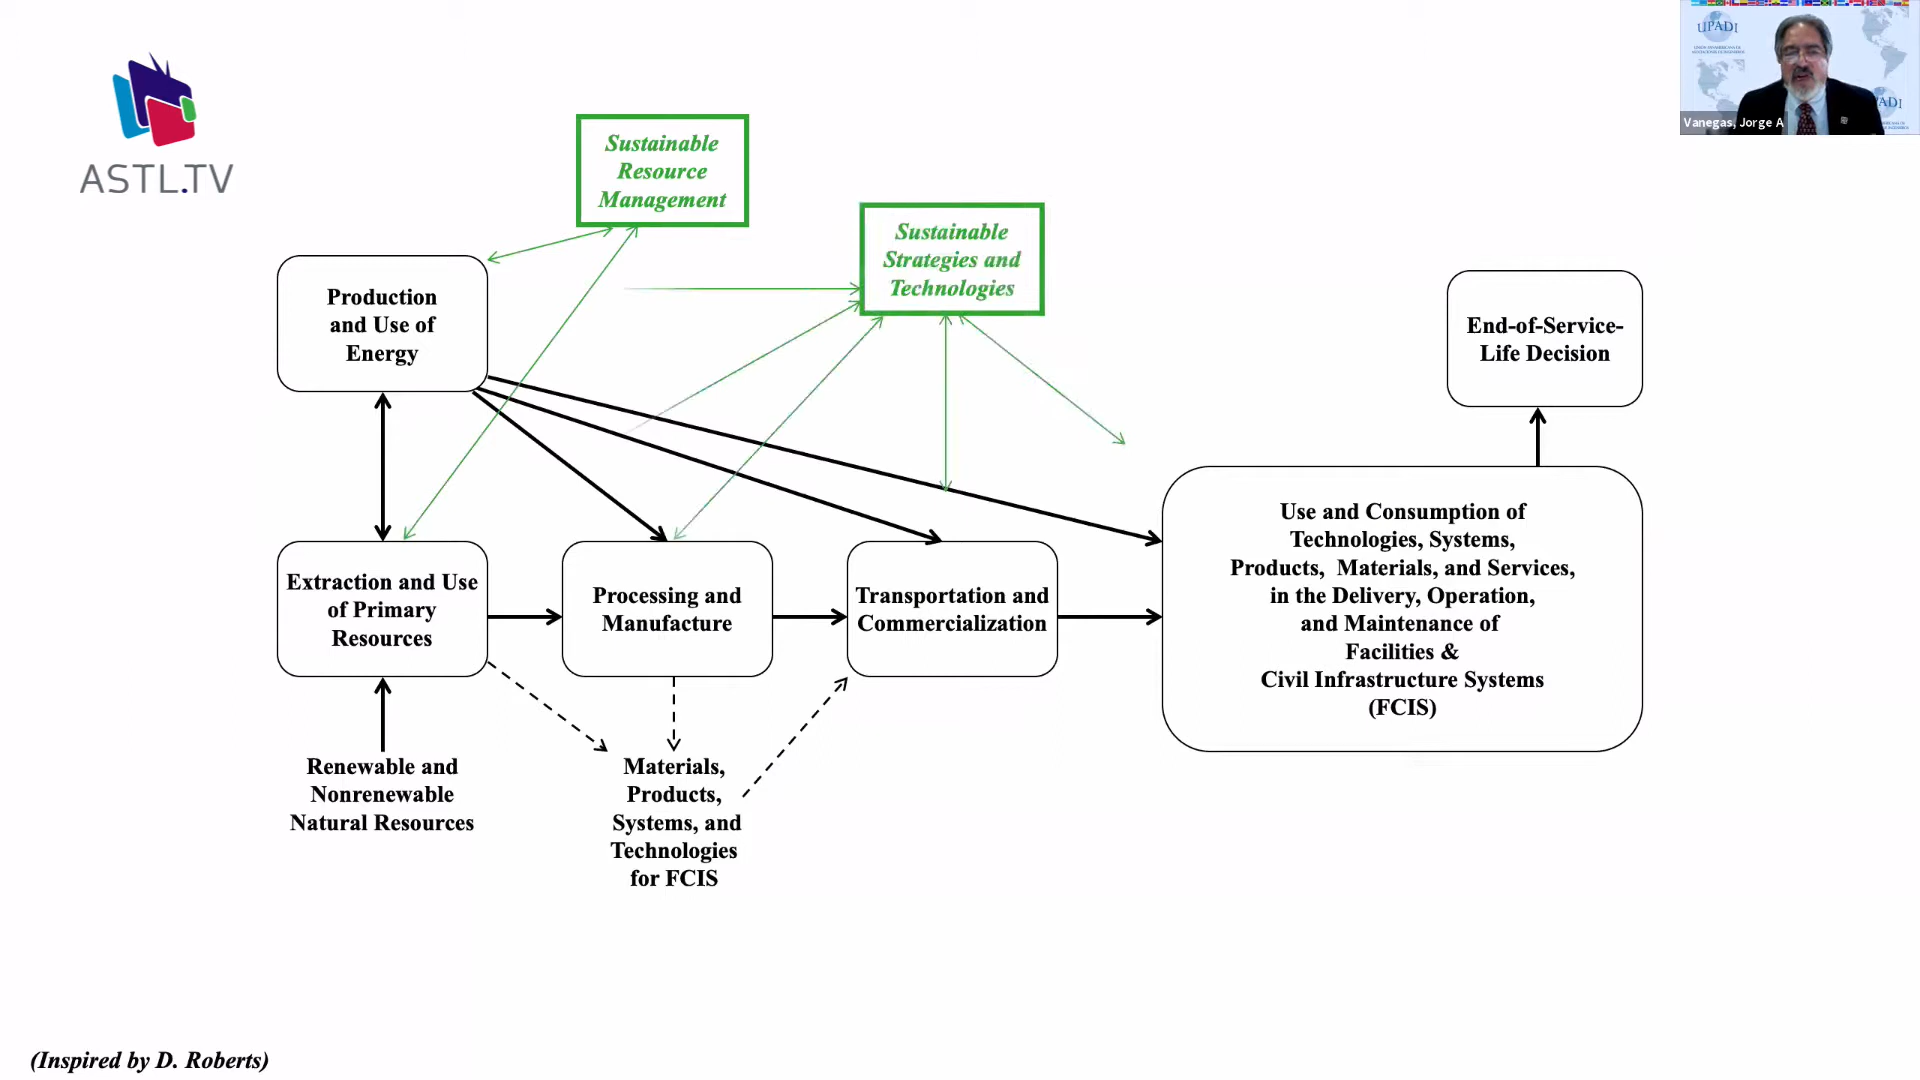 ASTL.TV
UPADI
Vanegas, Jorge A
Sustainable
Resource
Management
Sustainable
Strategies and
Technologies
Production
and Use of
Energy
End-of-Service-
Life Decision
Extraction and Use
of Primary
Resources
Processing and
Manufacture
Transportation and
Commercialization
Use and Consumption of
Technologies, Systems,
Products, Materials, and Services,
in the Delivery, Operation,
and Maintenance of
Facilities &
Civil Infrastructure Systems
(FCIS)
Renewable and
Nonrenewable
Natural Resources
Materials,
Products,
Systems, and
Technologies
for FCIS
(Inspired by D. Roberts)